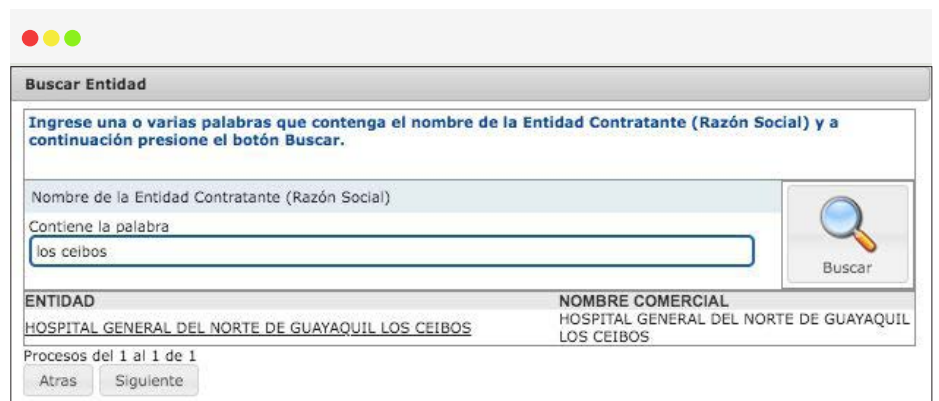 Buscar Entidad
Ingrese una o varias palabras que contenga el nombre de la Entidad Contratante (Razón Social) y a
continuación presione el botón Buscar.
Nombre de la Entidad Contratante (Razón Social)
Contiene la palabra
los ceibos
Buscar
ENTIDAD NOMBRE COMERCIAL
HOSPITAL GENERAL DEL NORTE DE GUAYAQUIL LOS CEIBOS HOSPITAL GENERAL DEL NORTE DE GUAYAQUIL
LOS CEIBOS
Procesos del 1 al 1 de 1
Atras Siguiente